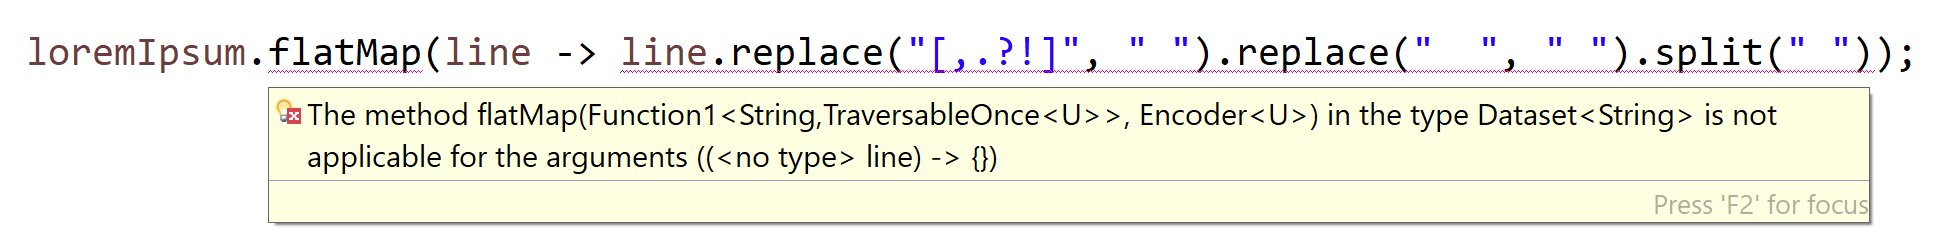 loremIpsum.flatMap(line -> line.replace("[,.?!]", " ").replace("  ", " ").split(" "));
The method flatMap(Function1<String,TraversableOnce<U>>, Encoder<U>) in the type Dataset<String> is not
applicable for the arguments ((<no type> line) -> {})
Press 'F2' for focus